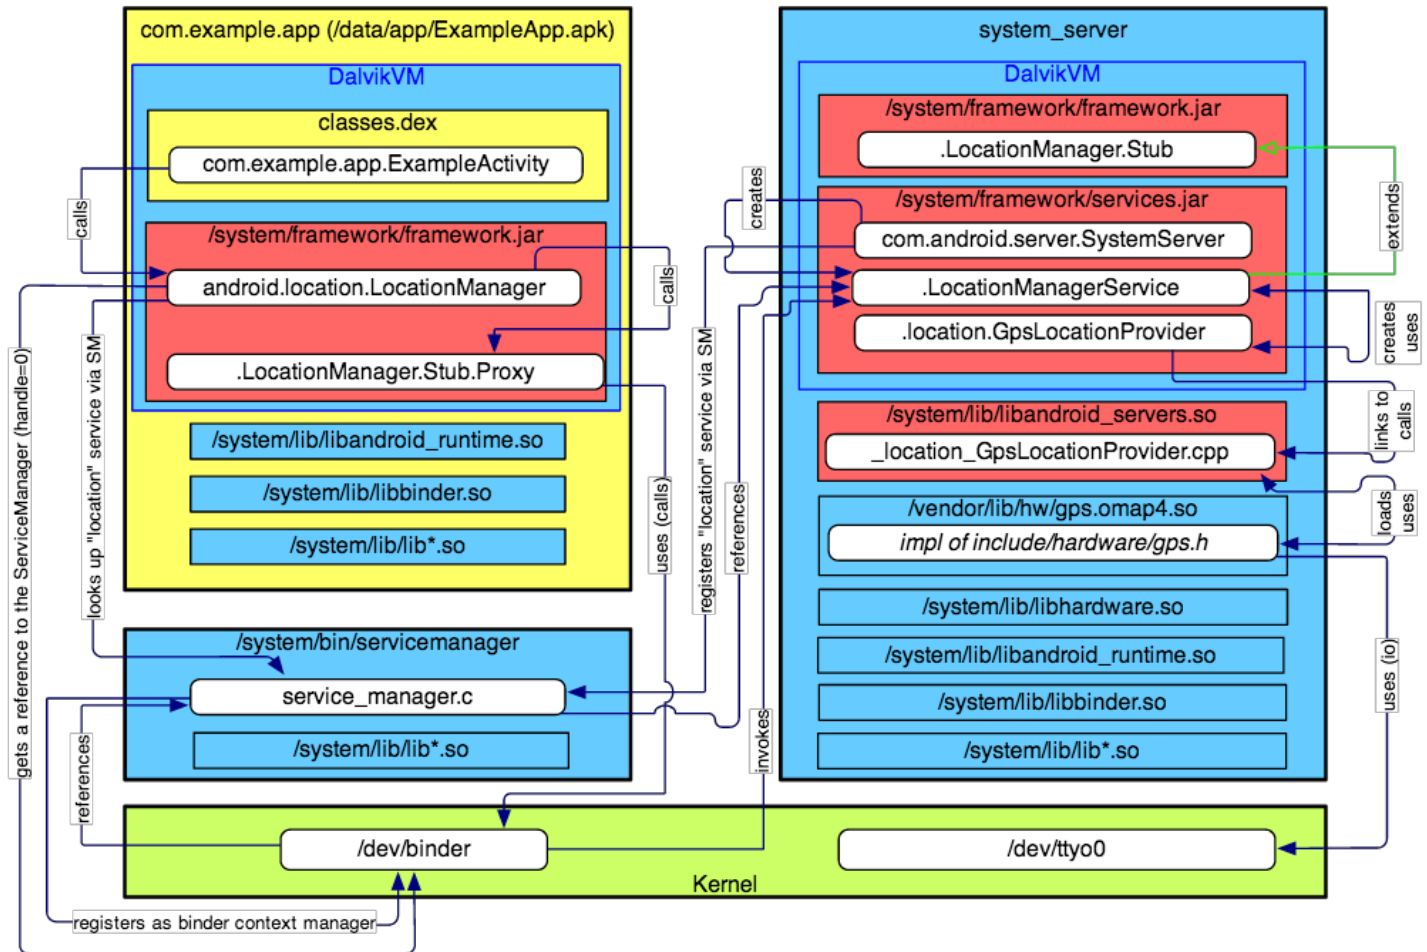 com.example.app (/data/app/ExampleApp.apk)
DalvikVM
classes.dex
com.example.app.ExampleActivity
calls
/system/framework/framework.jar
android.location.LocationManager
calls
.LocationManager.Stub.Proxy
/system/lib/libandroid_runtime.so
/system/lib/libbinder.so
/system/lib/lib*.so
gets a reference to the ServiceManager (handle=0)
looks up "location" service via SM
uses (calls)
/system/bin/servicemanager
service_manager.c
/system/lib/lib*.so
references
registers "location" service via SM
references
invokes
creates
system_server
DalvikVM
/system/framework/framework.jar
.LocationManager.Stub
extends
/system/framework/services.jar
com.android.server.SystemServer
.LocationManagerService
.location.GpsLocationProvider
creates
uses
/system/lib/libandroid_servers.so
_location_GpsLocationProvider.cpp
links to
calls
/vendor/lib/hw/gps.omap4.so
impl of include/hardware/gps.h
loads
uses
/system/lib/libhardware.so
/system/lib/libandroid_runtime.so
/system/lib/libbinder.so
/system/lib/lib*.so
uses (io)
/dev/binder
/dev/ttyo0
Kernel
registers as binder context manager